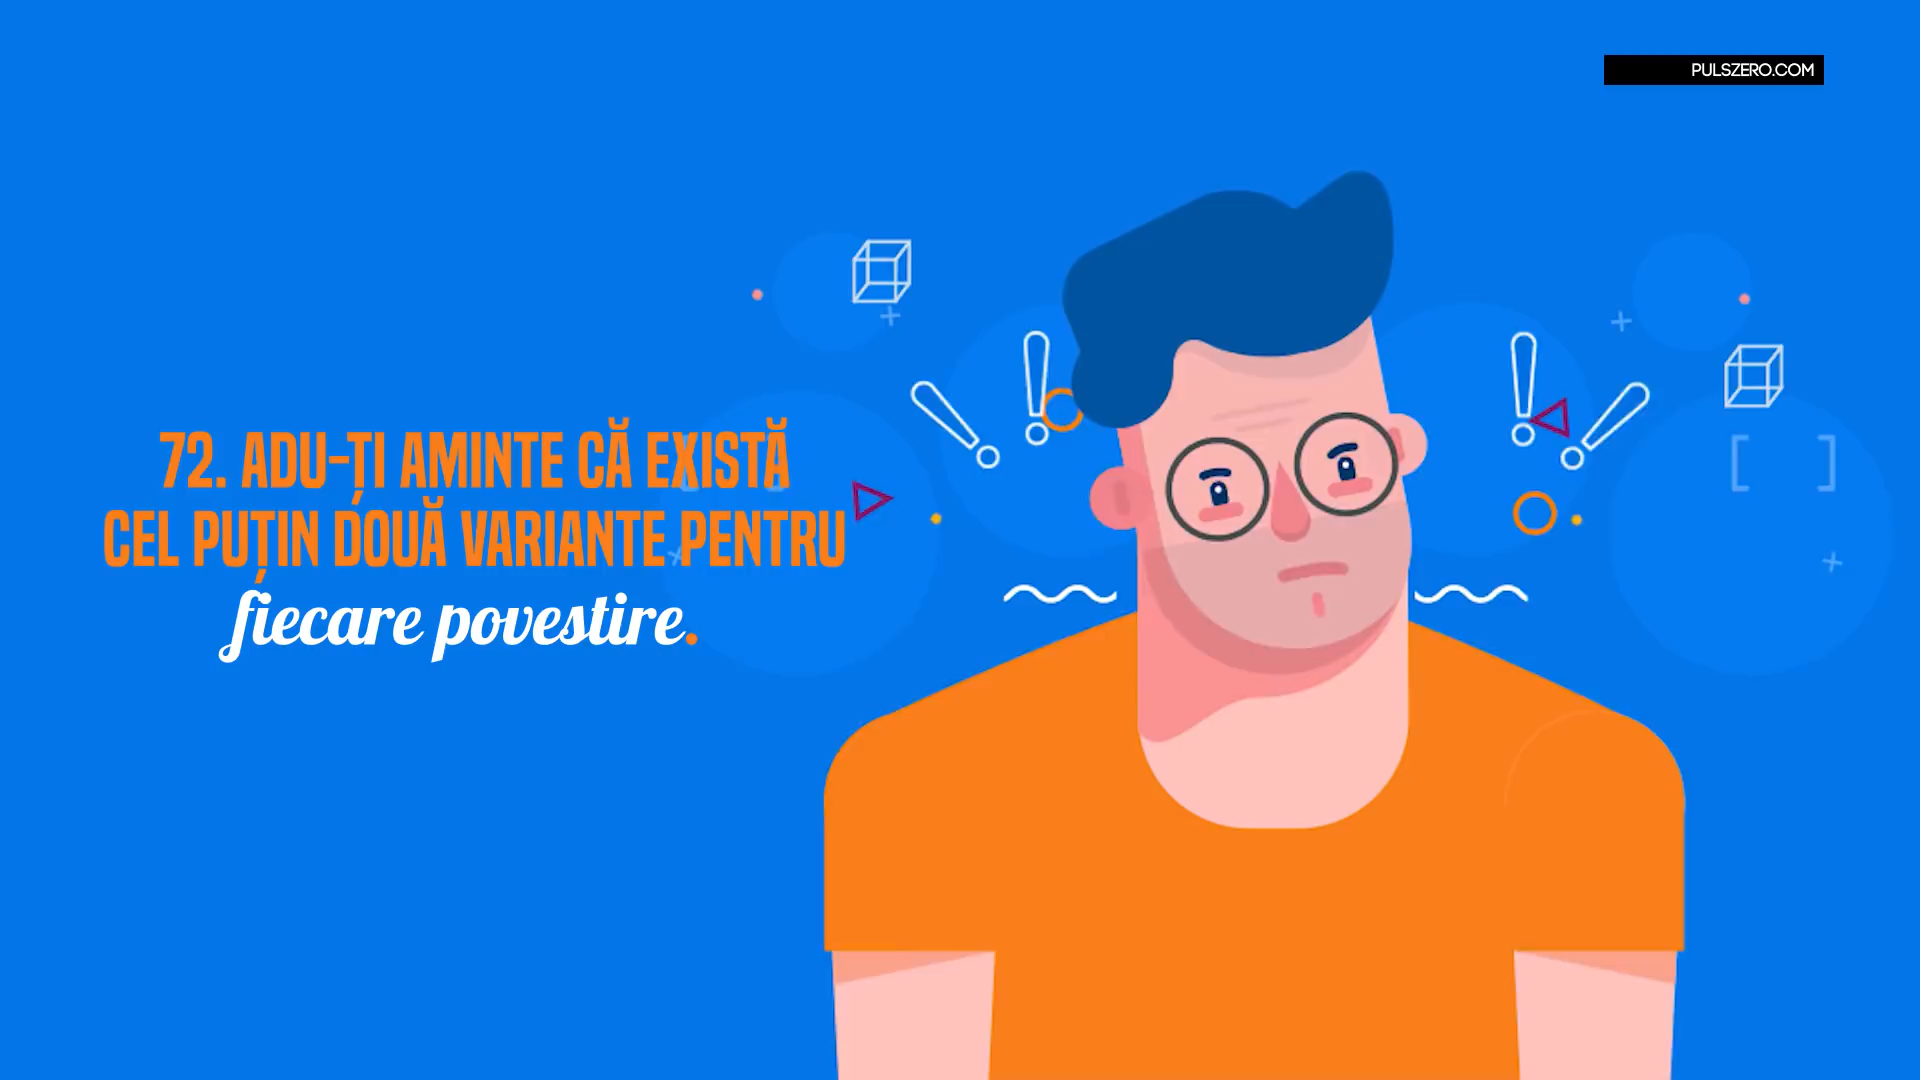 PULSZERO.COM
72. ADU-ȚI AMINTE CĂ EXISTĂ
CEL PUȚIN DOUĂ VARIANTE PENTRU
fiecare povestire.